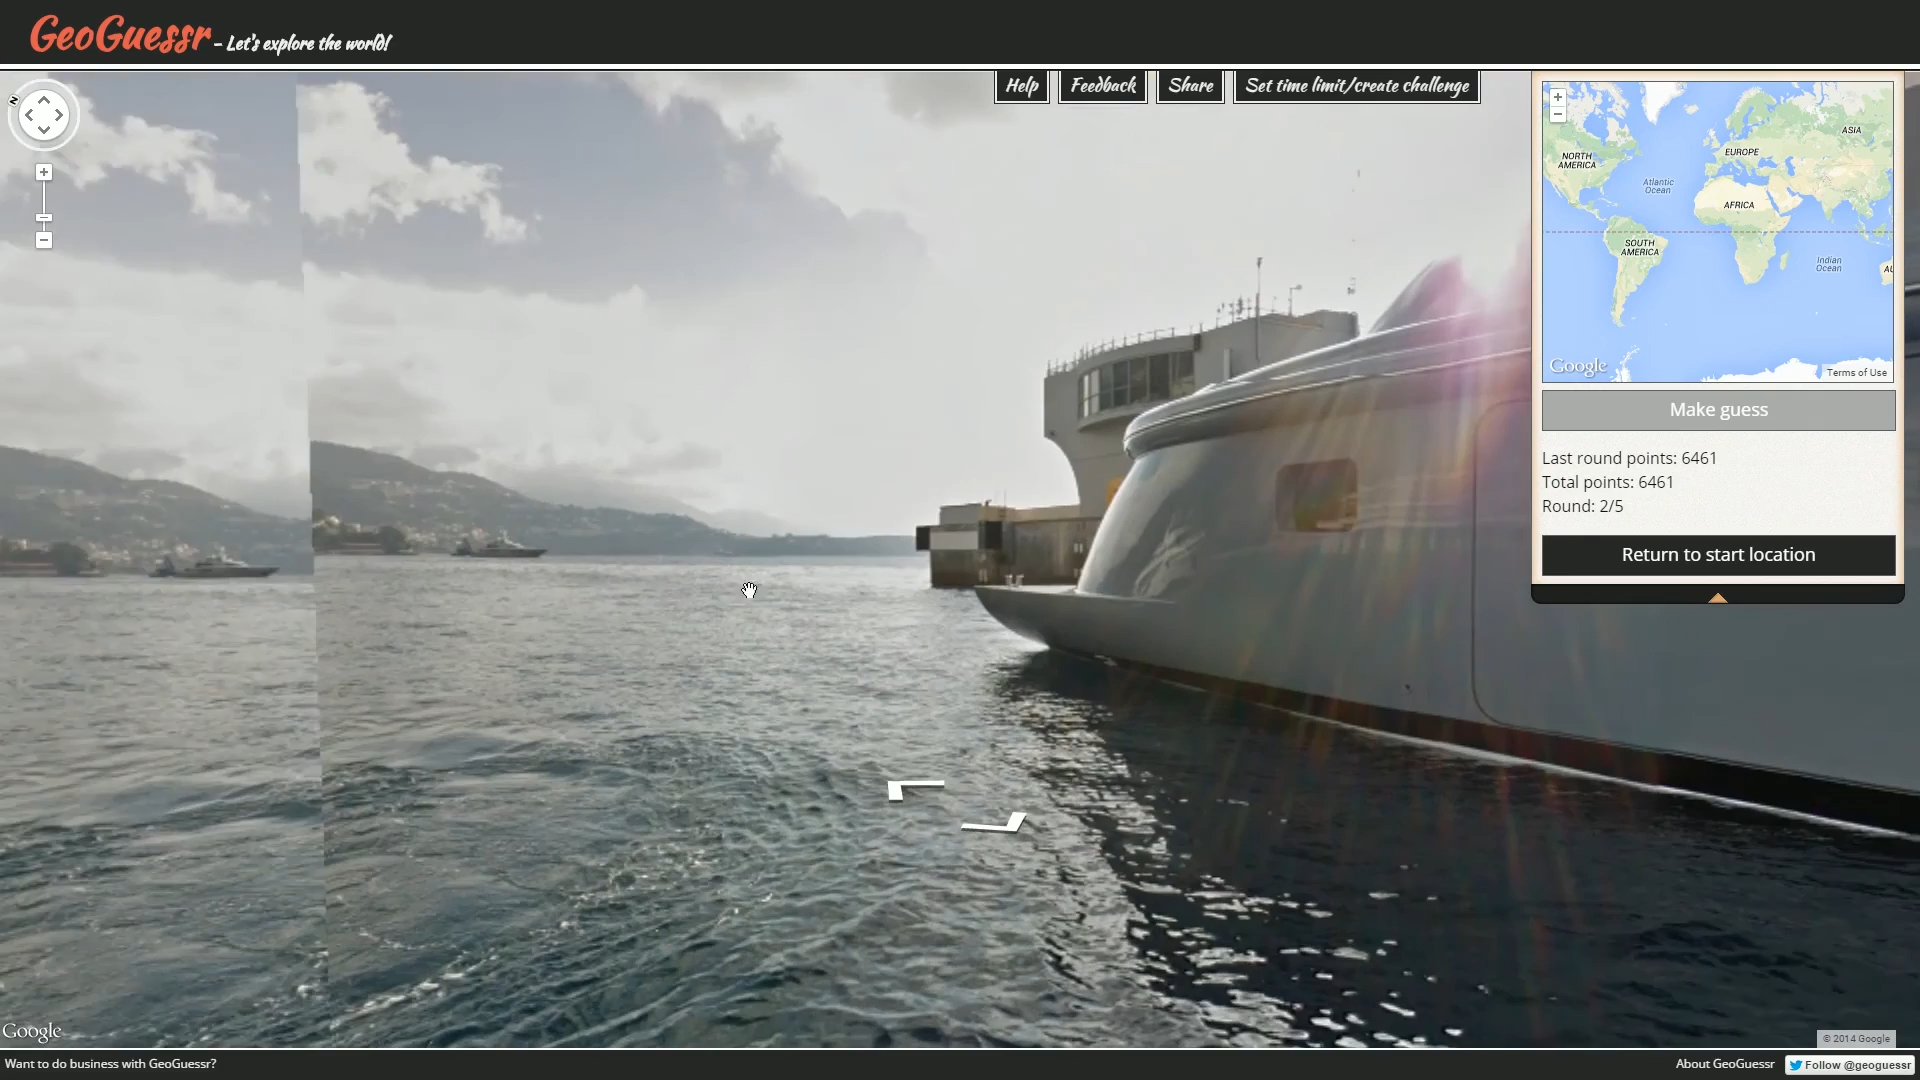 GeoGuessr - Let's explore the world!
Help
Feedback
Share
Set time limit/create challenge
N
+
−
+
−
NORTH
AMERICA
Atlantic
Ocean
EUROPE
ASIA
AFRICA
SOUTH
AMERICA
Indian
Ocean
AU
Google
Terms of Use
Make guess
Last round points: 6461
Total points: 6461
Round: 2/5
Return to start location
Google
© 2014 Google
Want to do business with GeoGuessr?
About GeoGuessr
Follow @geoguessr